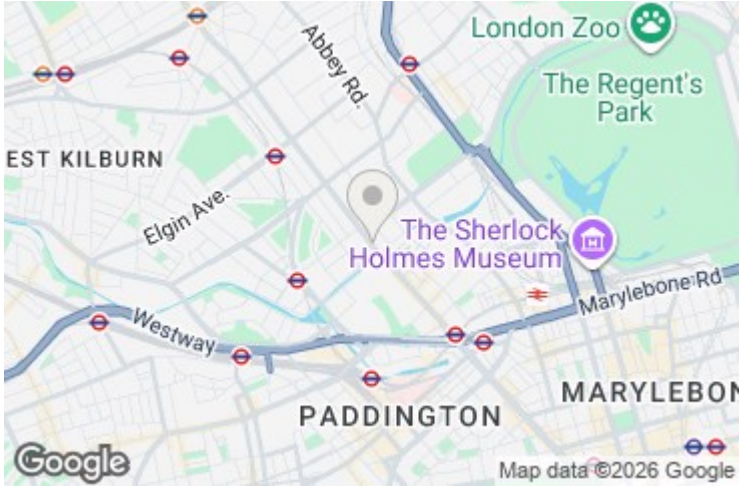 London Zoo
The Regent's
Park
Abbey Rd.
EST KILBURN
Elgin Ave.
The Sherlock
Holmes Museum
Marylebone Rd
Westway
MARYLEBON
PADDINGTON
Google
Map data ©2026 Google